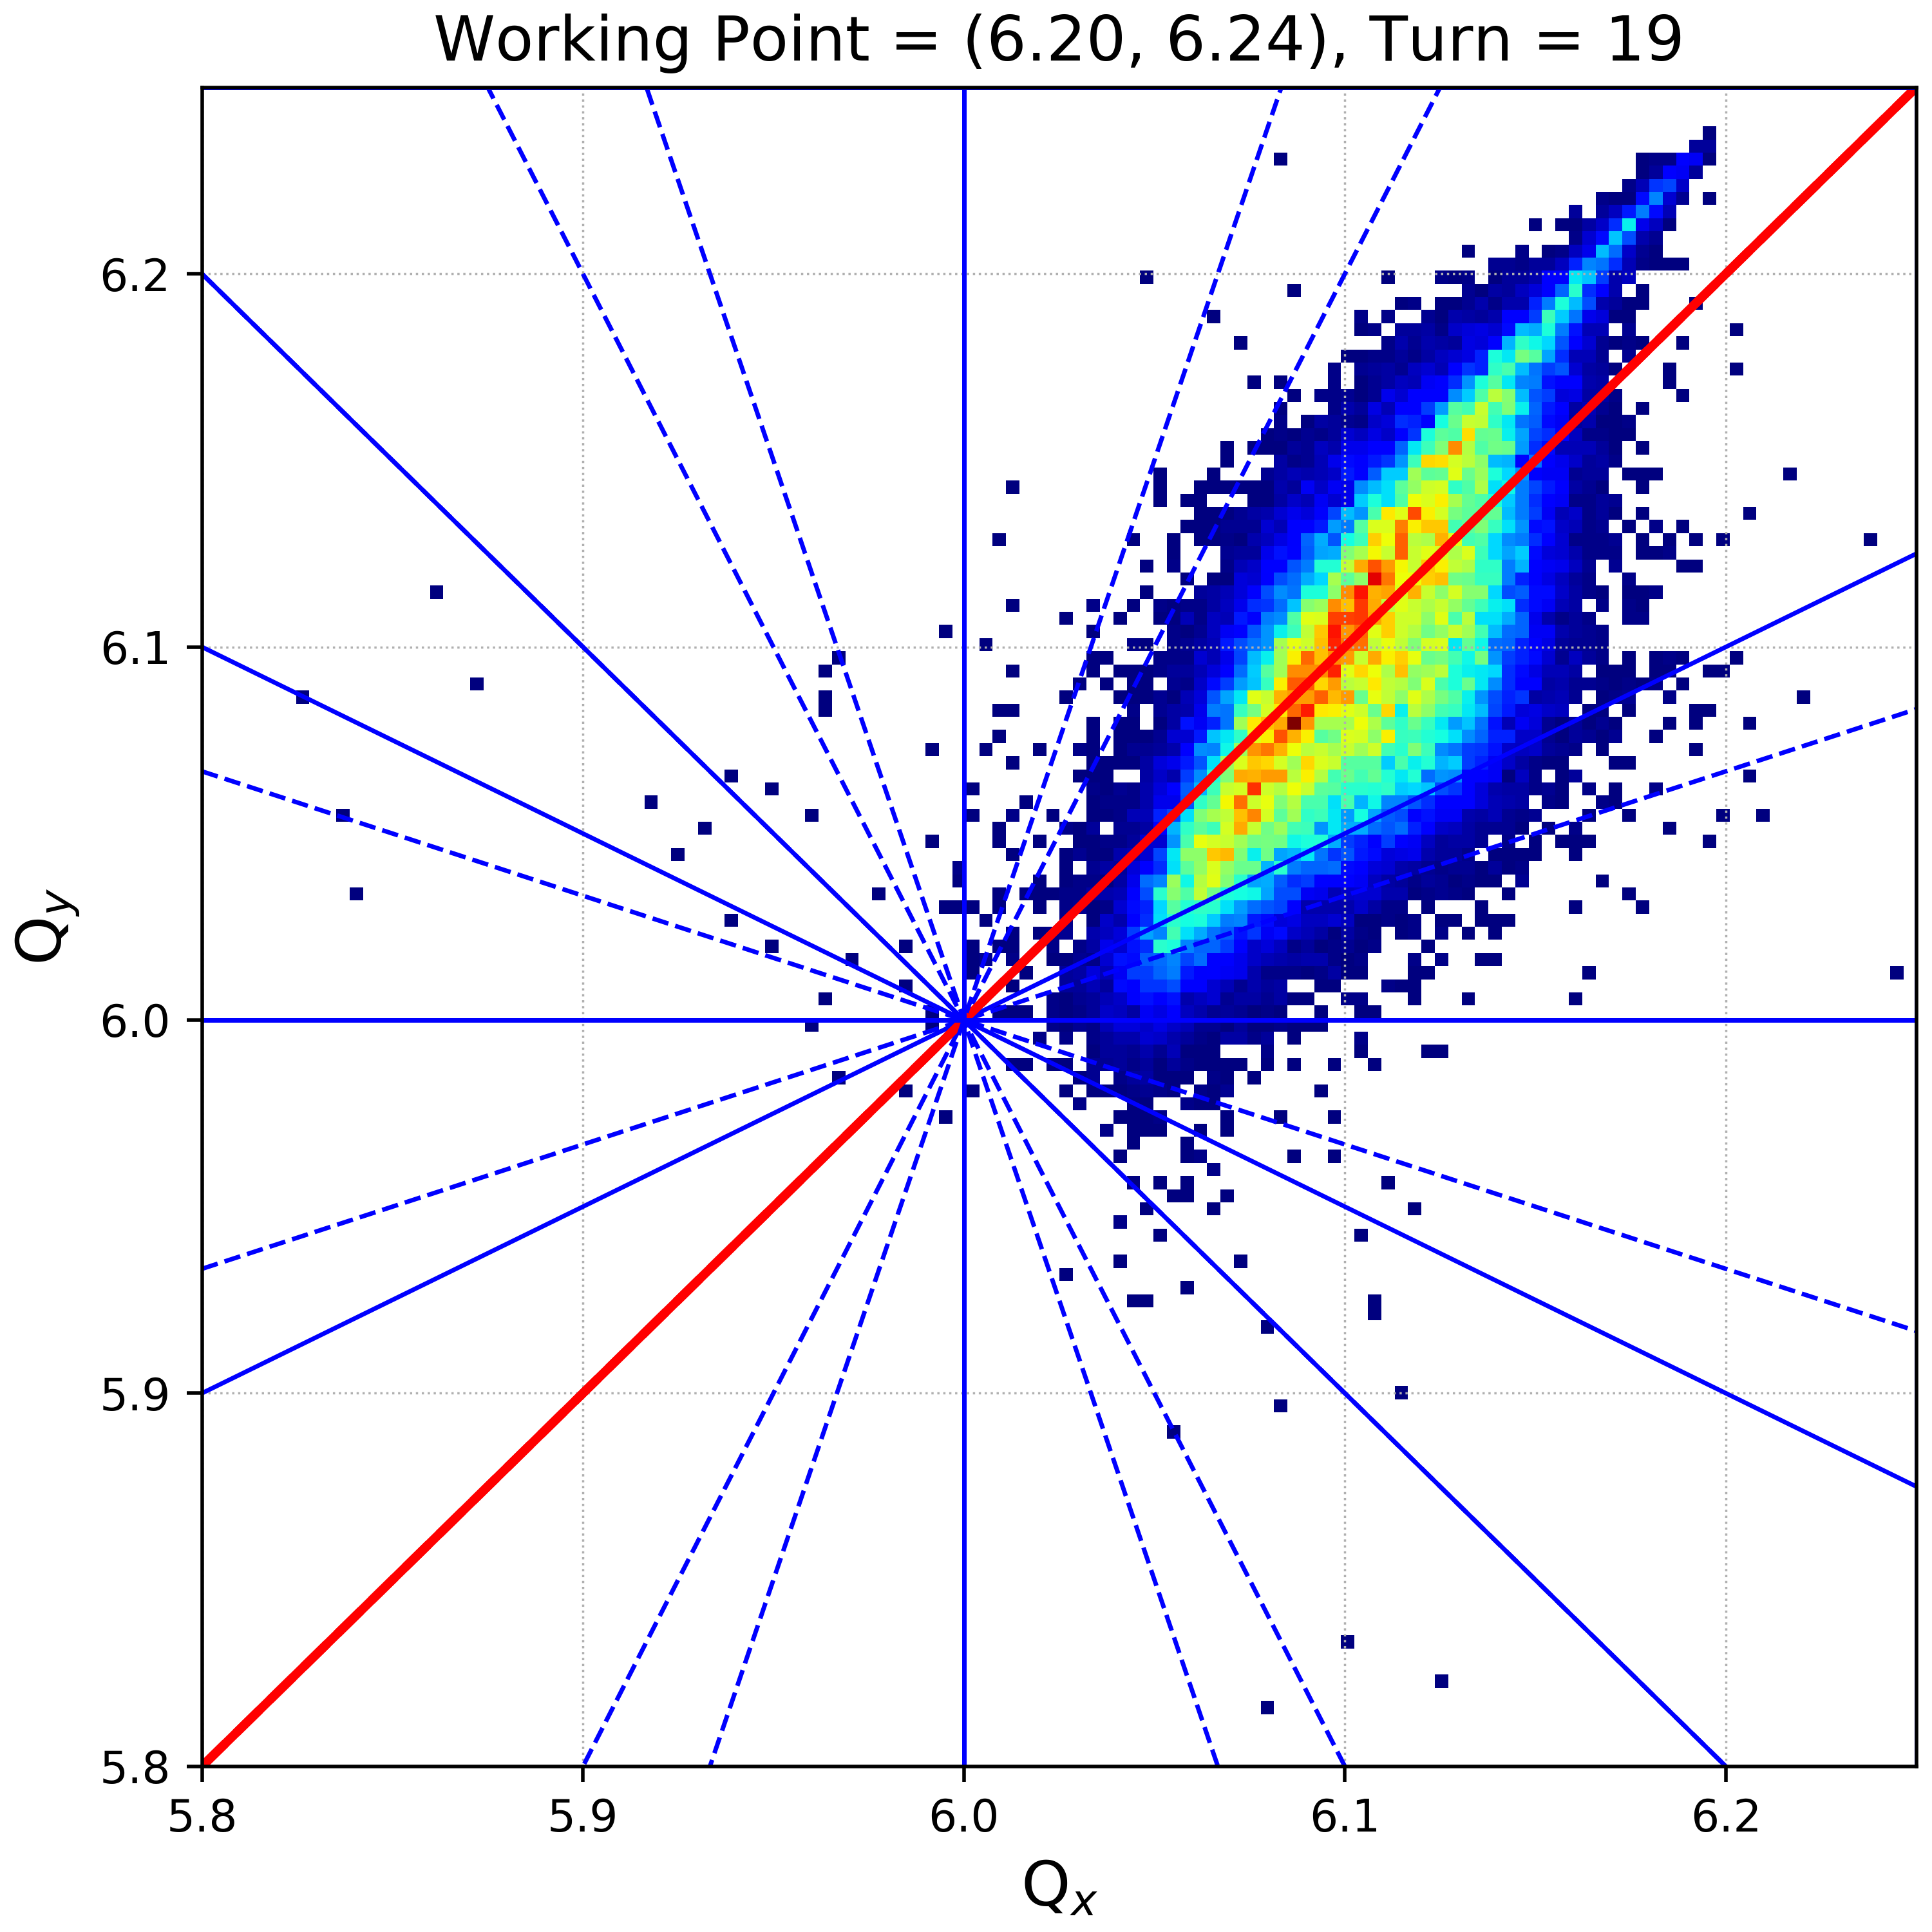 Working Point = (6.20, 6.24), Turn = 19
6.2
6.1
6.0
5.9
5.8
Qy
5.8 5.9 6.0 6.1 6.2
Qx